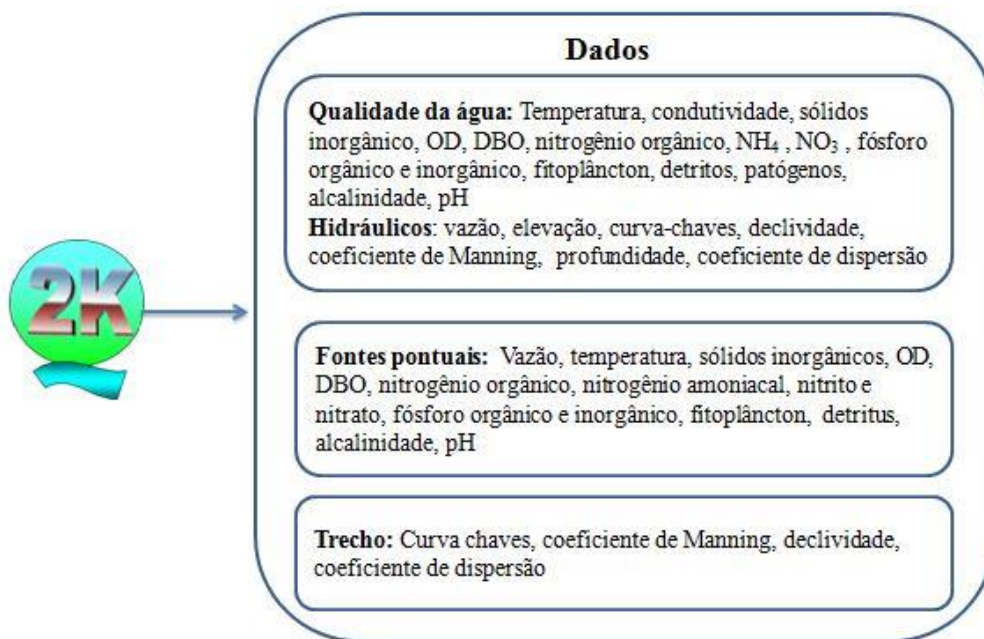 Dados
Qualidade da água: Temperatura, condutividade, sólidos
inorgânico, OD, DBO, nitrogênio orgânico, NH₄ , NO₃ , fósforo
orgânico e inorgânico, fitoplâncton, detritos, patógenos,
alcalinidade, pH
Hidráulicos: vazão, elevação, curva-chaves, declividade,
coeficiente de Manning, profundidade, coeficiente de dispersão
2K
Fontes pontuais: Vazão, temperatura, sólidos inorgânicos, OD,
DBO, nitrogênio orgânico, nitrogênio amoniacal, nitrito e
nitrato, fósforo orgânico e inorgânico, fitoplâncton, detritus,
alcalinidade, pH
Trecho: Curva chaves, coeficiente de Manning, declividade,
coeficiente de dispersão